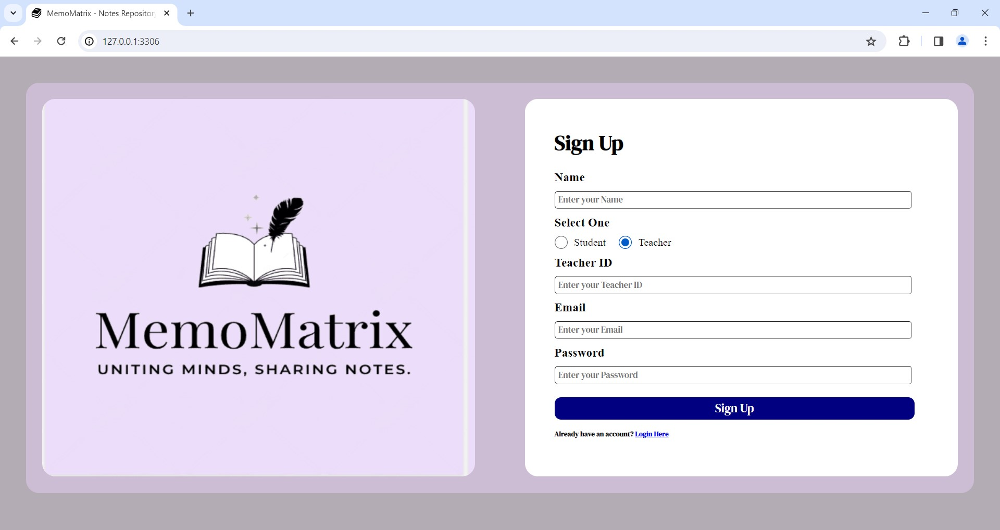 MemoMatrix - Notes Repository
127.0.0.1:3306
MemoMatrix
UNITING MINDS, SHARING NOTES.
Sign Up
Name
Enter your Name
Select One
Student Teacher
Teacher ID
Enter your Teacher ID
Email
Enter your Email
Password
Enter your Password
Sign Up
Already have an account? Login Here